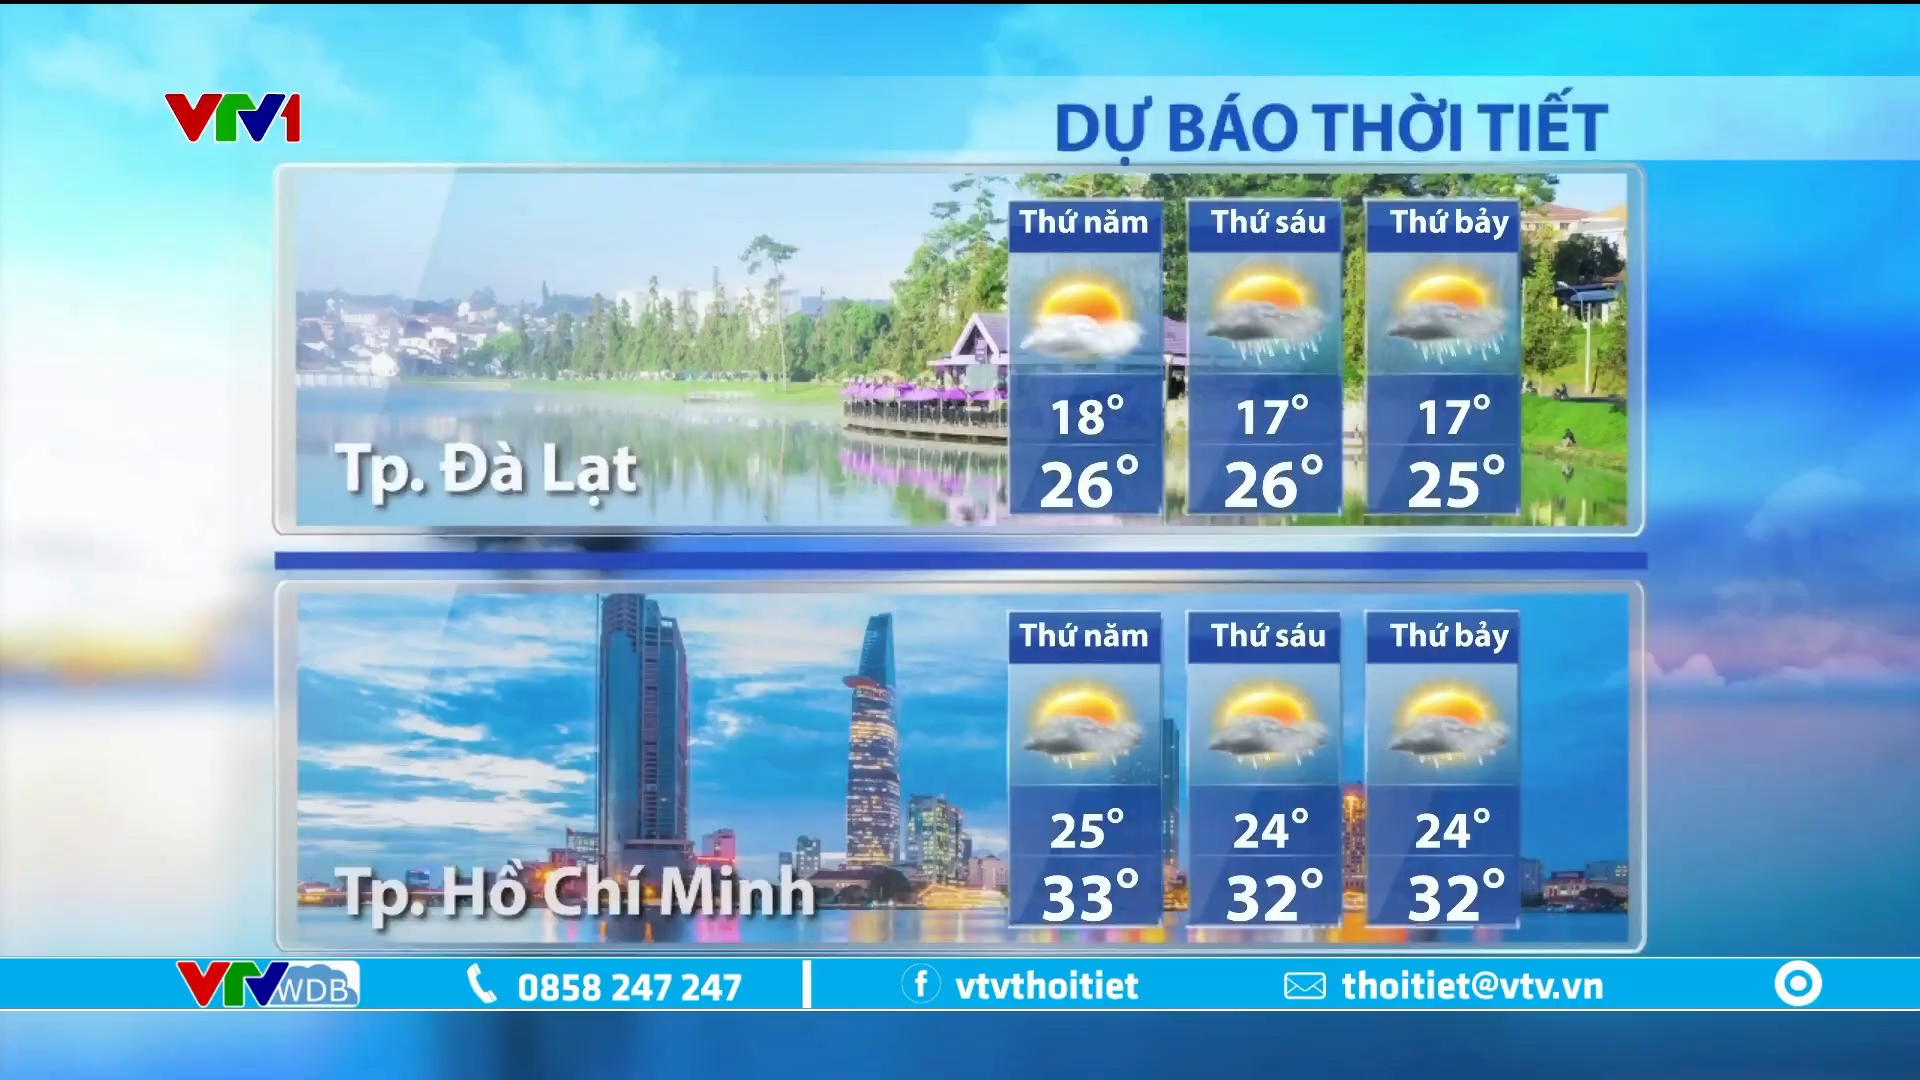 VTV1
DỰ BÁO THỜI TIẾT
Thứ năm Thứ sáu Thứ bảy
18° 17° 17°
26° 26° 25°
Tp. Đà Lạt
Thứ năm Thứ sáu Thứ bảy
25° 24° 24°
33° 32° 32°
Tp. Hồ Chí Minh
VTV WDB 0858 247 247 f vtvthoitiet thoitiet@vtv.vn